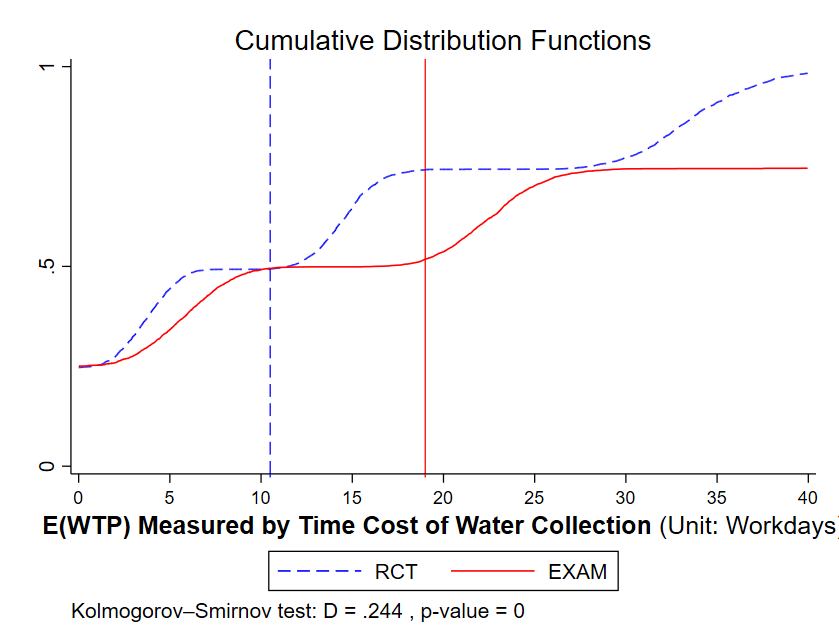 Cumulative Distribution Functions
1
.5
0
0 5 10 15 20 25 30 35 40
E(WTP) Measured by Time Cost of Water Collection (Unit: Workdays)
RCT EXAM
Kolmogorov–Smirnov test: D = .244 , p-value = 0